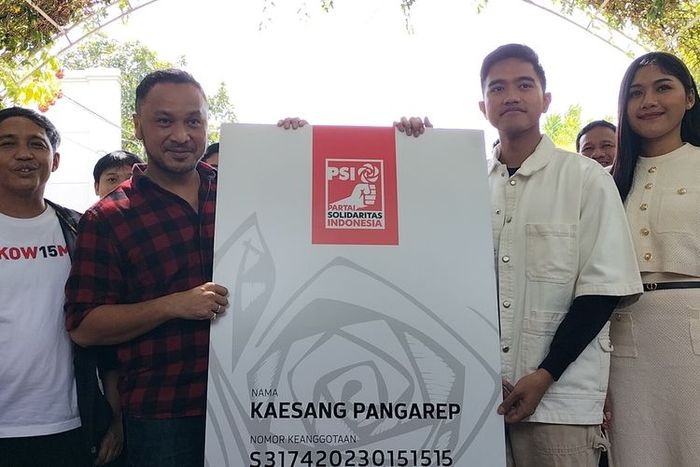 KOW15M
PSI
PARTAI
SOLIDARITAS
INDONESIA
NAMA
KAESANG PANGAREP
NOMOR KEANGGOTAAN
S317420230151515